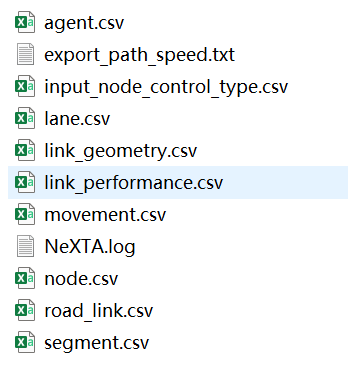 agent.csv
export_path_speed.txt
input_node_control_type.csv
lane.csv
link_geometry.csv
link_performance.csv
movement.csv
NeXTA.log
node.csv
road_link.csv
segment.csv